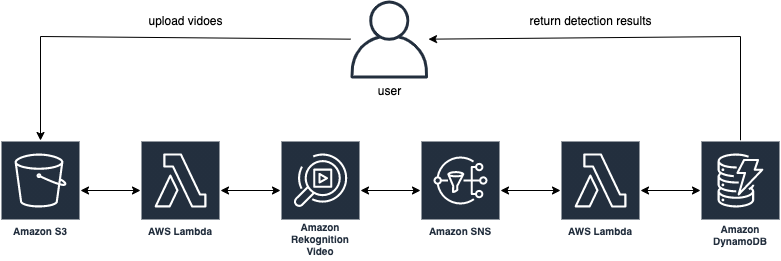 upload vidoes
return detection results
user
Amazon S3
AWS Lambda
Amazon
Rekognition
Video
Amazon SNS
AWS Lambda
Amazon
DynamoDB